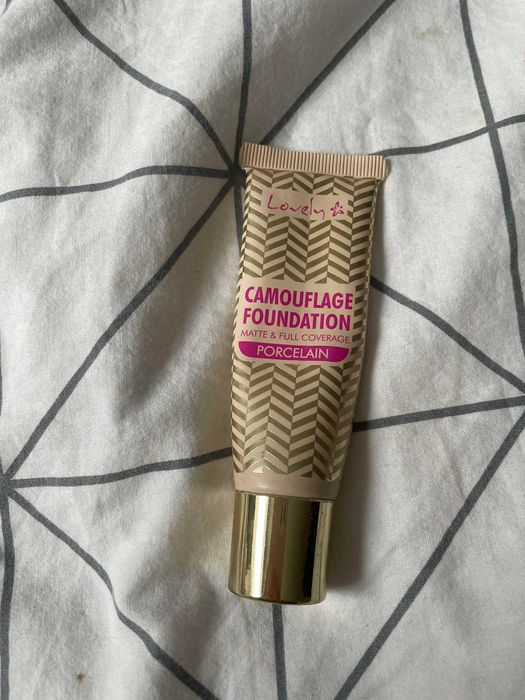 Lovely
CAMOUFLAGE
FOUNDATION
MATTE & FULL COVERAGE
PORCELAIN